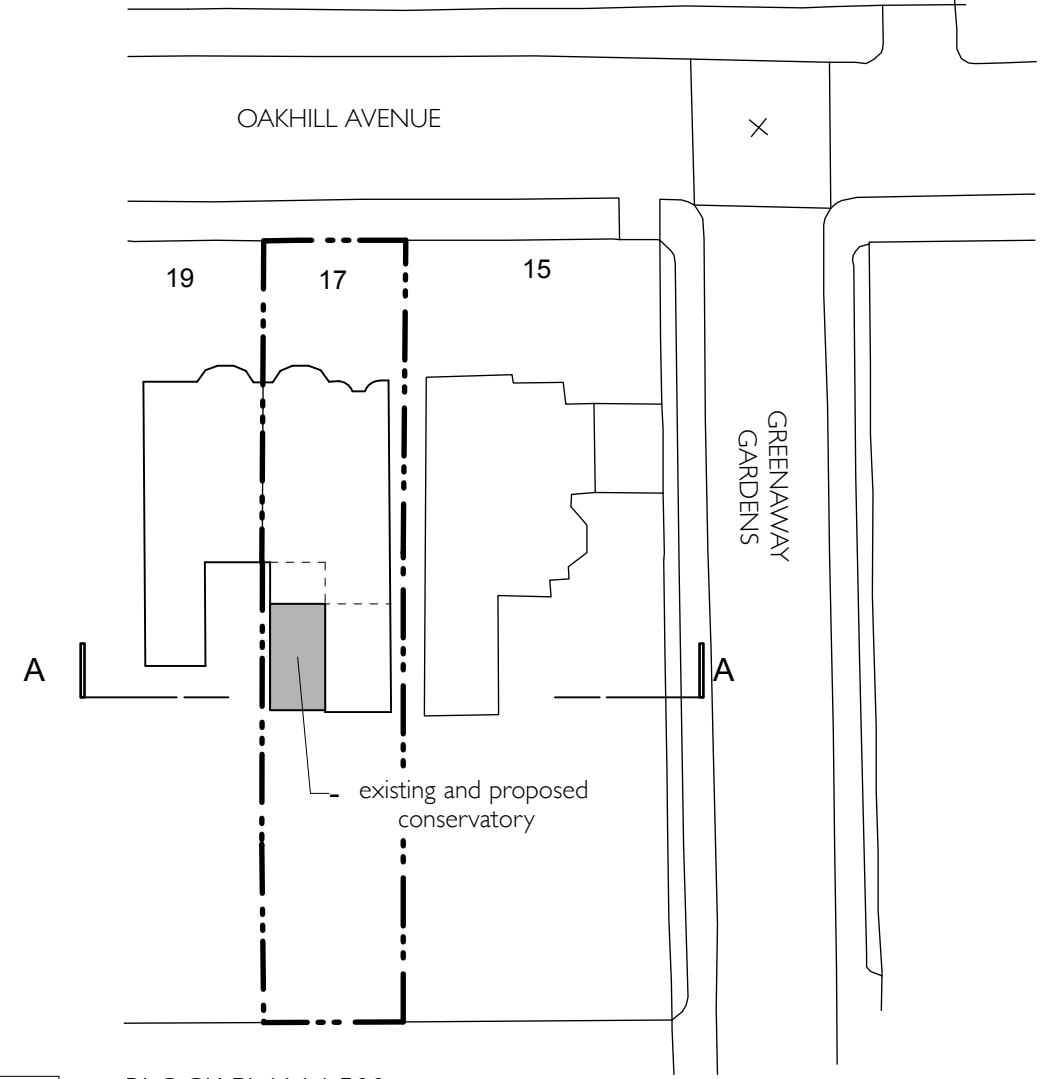 OAKHILL AVENUE
19
17
15
GREENAWAY
GARDENS
A
A
existing and proposed
conservatory